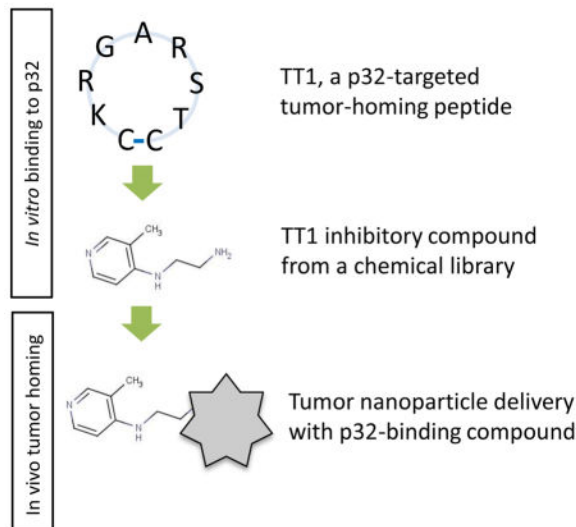 In vitro binding to p32
A
G
R
R
S
K
T
C
C
TT1, a p32-targeted
tumor-homing peptide
CH3
N
NH2
N
H
TT1 inhibitory compound
from a chemical library
In vivo tumor homing
CH3
N
N
H
Tumor nanoparticle delivery
with p32-binding compound